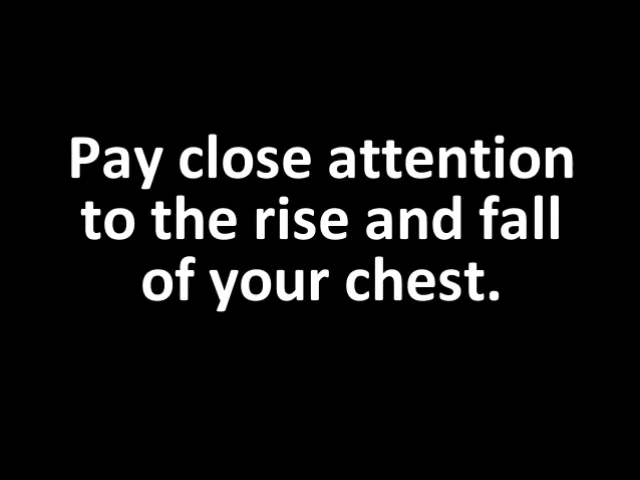 Pay close attention
to the rise and fall
of your chest.